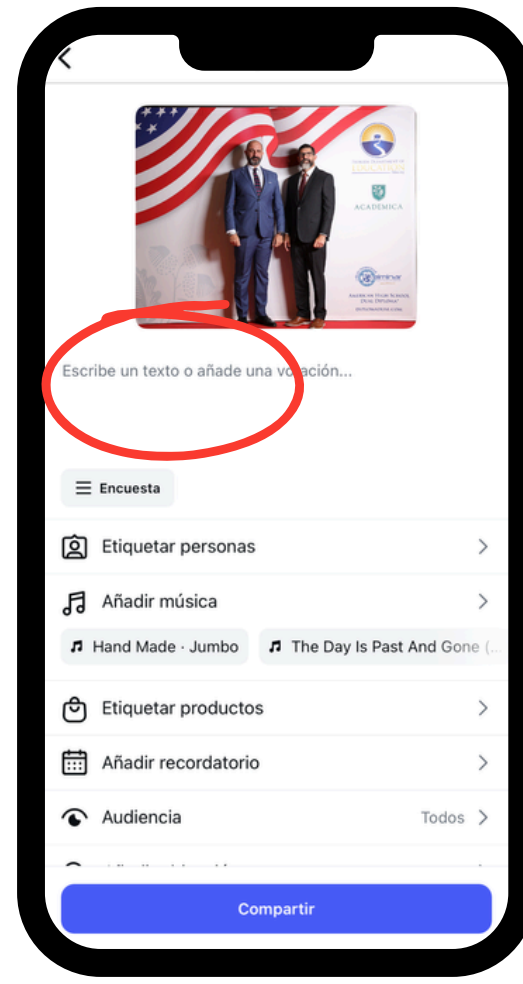 ACADEMICA
Escribe un texto o añade una votación...
Encuesta
Etiquetar personas
Añadir música
Hand Made · Jumbo
The Day Is Past And Gone (...
Etiquetar productos
Añadir recordatorio
Audiencia
Todos
Compartir